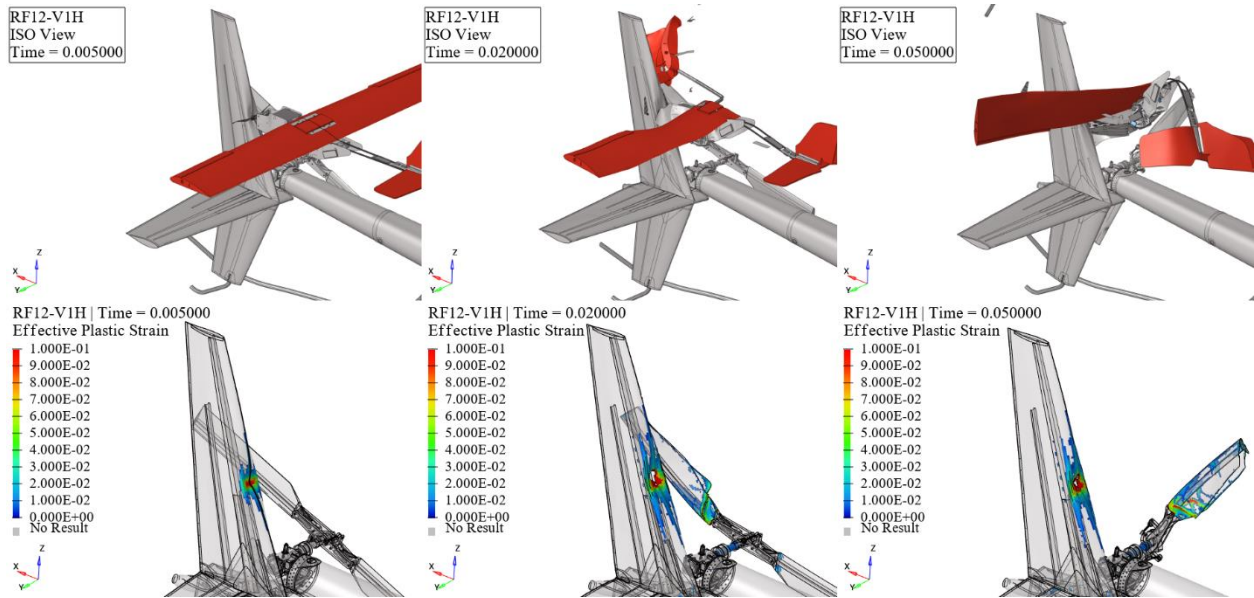 RF12-V1H
ISO View
Time = 0.005000
Z
X
Y
RF12-V1H
ISO View
Time = 0.020000
Z
X
Y
RF12-V1H
ISO View
Time = 0.050000
Z
X
Y
RF12-V1H | Time = 0.005000
Effective Plastic Strain
1.000E-01
9.000E-02
8.000E-02
7.000E-02
6.000E-02
5.000E-02
4.000E-02
3.000E-02
2.000E-02
1.000E-02
0.000E+00
No Result
Z
X
Y
RF12-V1H | Time = 0.020000
Effective Plastic Strain
1.000E-01
9.000E-02
8.000E-02
7.000E-02
6.000E-02
5.000E-02
4.000E-02
3.000E-02
2.000E-02
1.000E-02
0.000E+00
No Result
Z
X
Y
RF12-V1H | Time = 0.050000
Effective Plastic Strain
1.000E-01
9.000E-02
8.000E-02
7.000E-02
6.000E-02
5.000E-02
4.000E-02
3.000E-02
2.000E-02
1.000E-02
0.000E+00
No Result
Z
X
Y